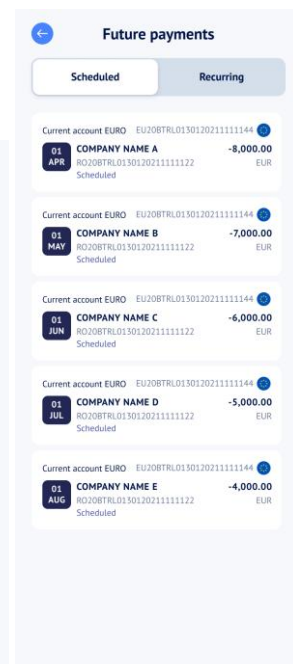 Future payments
Scheduled Recurring
Current account EURO EU20BTRL0130120211111144
01 APR COMPANY NAME A -8,000.00
RO20BTRL0130120211111122 EUR
Scheduled
Current account EURO EU20BTRL0130120211111144
01 MAY COMPANY NAME B -7,000.00
RO20BTRL0130120211111122 EUR
Scheduled
Current account EURO EU20BTRL0130120211111144
01 JUN COMPANY NAME C -6,000.00
RO20BTRL0130120211111122 EUR
Scheduled
Current account EURO EU20BTRL0130120211111144
01 JUL COMPANY NAME D -5,000.00
RO20BTRL0130120211111122 EUR
Scheduled
Current account EURO EU20BTRL0130120211111144
01 AUG COMPANY NAME E -4,000.00
RO20BTRL0130120211111122 EUR
Scheduled